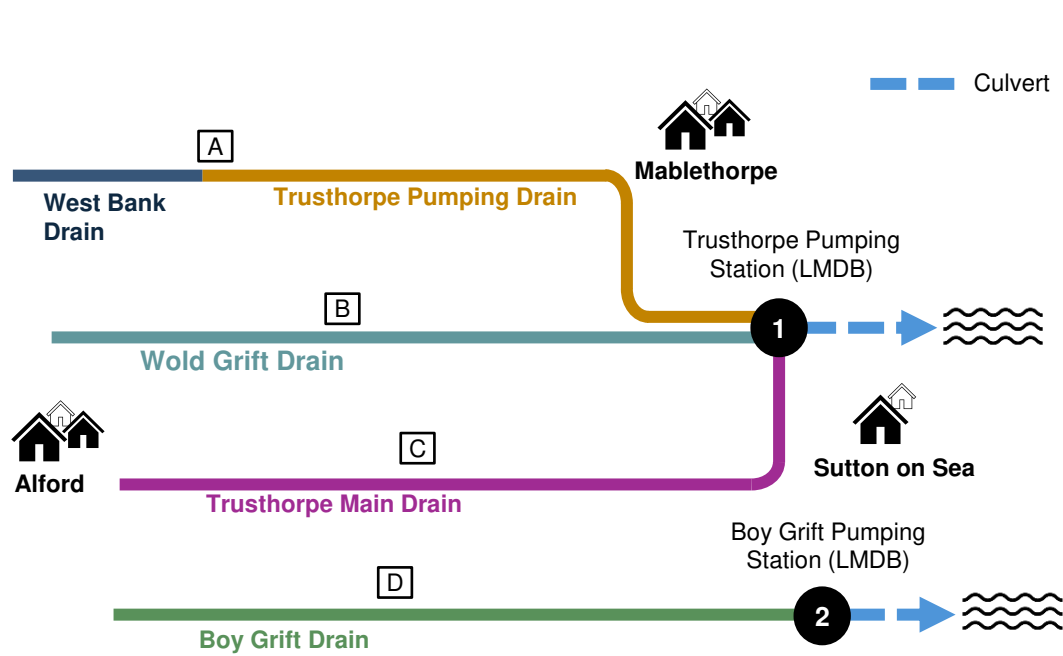 Culvert
A
Mablethorpe
West Bank
Drain
Trusthorpe Pumping Drain
Trusthorpe Pumping
Station (LMDB)
B
1
Wold Grift Drain
Alford
C
Sutton on Sea
Trusthorpe Main Drain
Boy Grift Pumping
Station (LMDB)
D
2
Boy Grift Drain